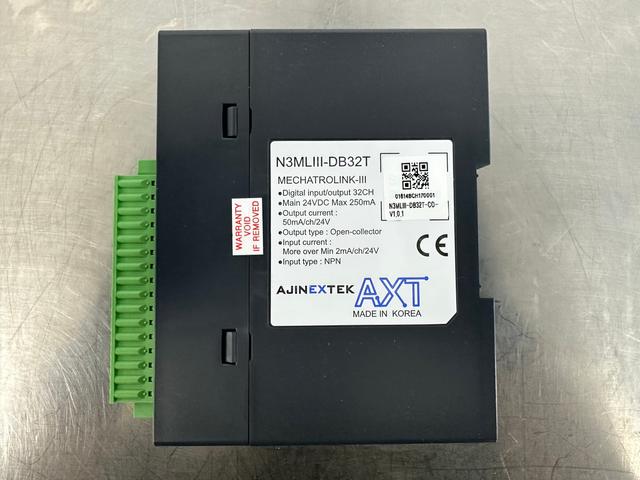 N3MLIII-DB32T
MECHATROLINK-III
•Digital input/output 32CH
•Main 24VDC Max 250mA
•Output current :
50mA/ch/24V
•Output type : Open-collector
•Input current :
More over Min 2mA/ch/24V
•Input type : NPN
016148CH170001
N3MLIII-DB32T-CO-
V1.0.1
CE
WARRANTY
VOID
IF REMOVED
AJINEXTEK AXT
MADE IN KOREA